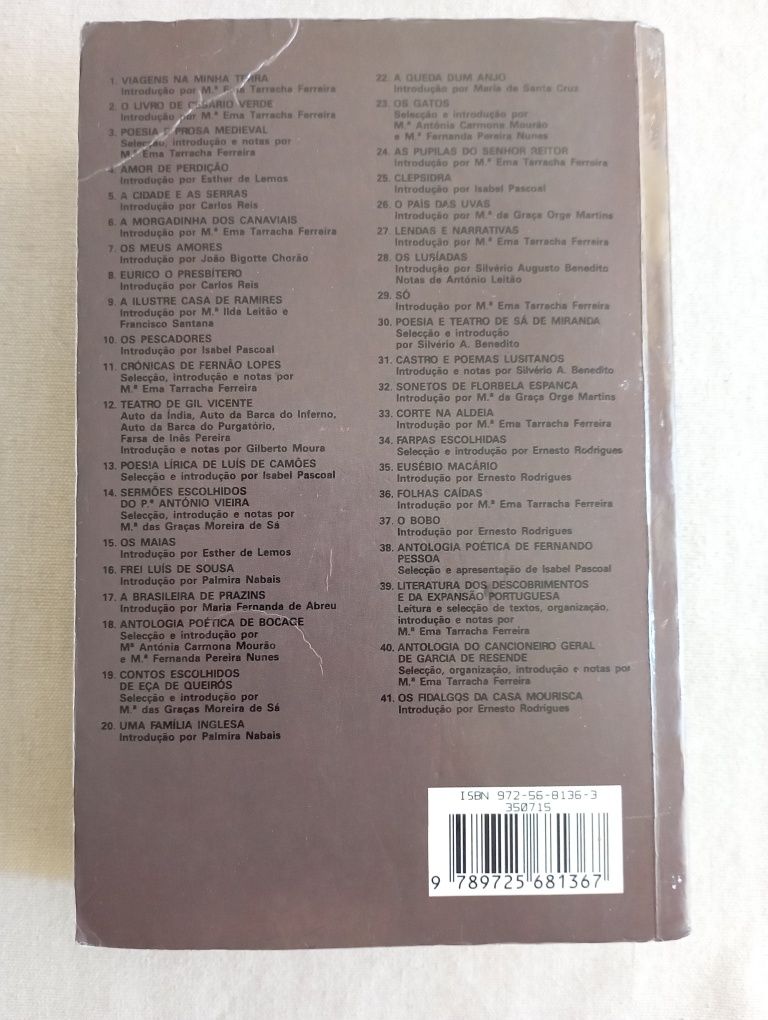 1. VIAGENS NA MINHA TERRA
Introdução por M.ª Ema Tarracha Ferreira
2. O LIVRO DE CESÁRIO VERDE
Introdução por M.ª Ema Tarracha Ferreira
3. POESIA E PROSA MEDIEVAL
Selecção, introdução e notas por
M.ª Ema Tarracha Ferreira
4. AMOR DE PERDIÇÃO
Introdução por Esther de Lemos
5. A CIDADE E AS SERRAS
Introdução por Carlos Reis
6. A MORGADINHA DOS CANAVIAIS
Introdução por M.ª Ema Tarracha Ferreira
7. OS MEUS AMORES
Introdução por João Bigotte Chorão
8. EURICO O PRESBÍTERO
Introdução por Carlos Reis
9. A ILUSTRE CASA DE RAMIRES
Introdução por M.ª Ilda Leitão e
Francisco Santana
10. OS PESCADORES
Introdução por Isabel Pascoal
11. CRÓNICAS DE FERNÃO LOPES
Selecção, introdução e notas por
M.ª Ema Tarracha Ferreira
12. TEATRO DE GIL VICENTE
Auto da Índia, Auto da Barca do Inferno,
Auto da Barca do Purgatório,
Farsa de Inês Pereira
Introdução e notas por Gilberto Moura
13. POESIA LÍRICA DE LUÍS DE CAMÕES
Selecção e introdução por Isabel Pascoal
14. SERMÕES ESCOLHIDOS
DO P.ª ANTÓNIO VIEIRA
Selecção, introdução e notas por
M.ª das Graças Moreira de Sá
15. OS MAIAS
Introdução por Esther de Lemos
16. FREI LUÍS DE SOUSA
Introdução por Palmira Nabais
17. A BRASILEIRA DE PRAZINS
Introdução por Maria Fernanda de Abreu
18. ANTOLOGIA POÉTICA DE BOCAGE
Selecção e introdução por
Mª Antónia Carmona Mourão
e M.ª Fernanda Pereira Nunes
19. CONTOS ESCOLHIDOS
DE EÇA DE QUEIRÓS
Selecção e introdução por
M.ª das Graças Moreira de Sá
20. UMA FAMÍLIA INGLESA
Introdução por Palmira Nabais
22. A QUEDA DUM ANJO
Introdução por Maria de Santa Cruz
23. OS GATOS
Selecção e introdução por
M.ª Antónia Carmona Mourão
e M.ª Fernanda Pereira Nunes
24. AS PUPILAS DO SENHOR REITOR
Introdução por M.ª Ema Tarracha Ferreira
25. CLEPSIDRA
Introdução por Isabel Pascoal
26. O PAÍS DAS UVAS
Introdução por M.ª da Graça Orge Martins
27. LENDAS E NARRATIVAS
Introdução por M.ª Ema Tarracha Ferreira
28. OS LUSÍADAS
Introdução por Silvério Augusto Benedito
Notas de António Leitão
29. SÓ
Introdução por M.ª Ema Tarracha Ferreira
30. POESIA E TEATRO DE SÁ DE MIRANDA
Selecção e introdução
por Silvério A. Benedito
31. CASTRO E POEMAS LUSITANOS
Introdução e notas por Silvério A. Benedito
32. SONETOS DE FLORBELA ESPANCA
Introdução por M.ª da Graça Orge Martins
33. CORTE NA ALDEIA
Introdução por M.ª Ema Tarracha Ferreira
34. FARPAS ESCOLHIDAS
Selecção e introdução por Ernesto Rodrigues
35. EUSÉBIO MACÁRIO
Introdução por Ernesto Rodrigues
36. FOLHAS CAÍDAS
Introdução por M.ª Ema Tarracha Ferreira
37. O BOBO
Introdução por Ernesto Rodrigues
38. ANTOLOGIA POÉTICA DE FERNANDO
PESSOA
Selecção e apresentação de Isabel Pascoal
39. LITERATURA DOS DESCOBRIMENTOS
E DA EXPANSÃO PORTUGUESA
Leitura e selecção de textos, organização,
introdução e notas por
M.ª Ema Tarracha Ferreira
40. ANTOLOGIA DO CANCIONEIRO GERAL
DE GARCIA DE RESENDE
Selecção, organização, introdução e notas por
M.ª Ema Tarracha Ferreira
41. OS FIDALGOS DA CASA MOURISCA
Introdução por Ernesto Rodrigues
ISBN 972-56-8136-3
350715
9 789725 681367